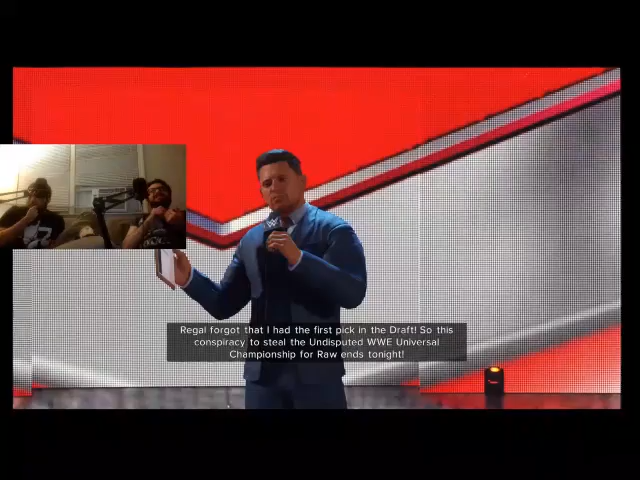 Regal forgot that I had the first pick in the Draft! So this
conspiracy to steal the Undisputed WWE Universal
Championship for Raw ends tonight!